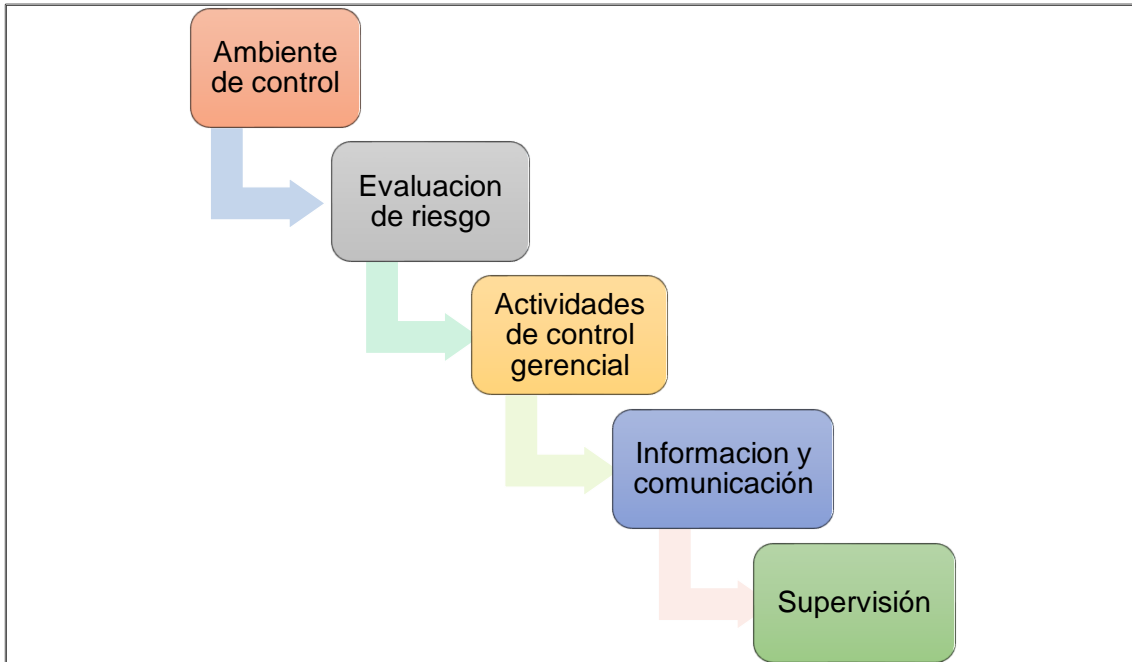 Ambiente
de control
Evaluacion
de riesgo
Actividades
de control
gerencial
Informacion y
comunicación
Supervisión